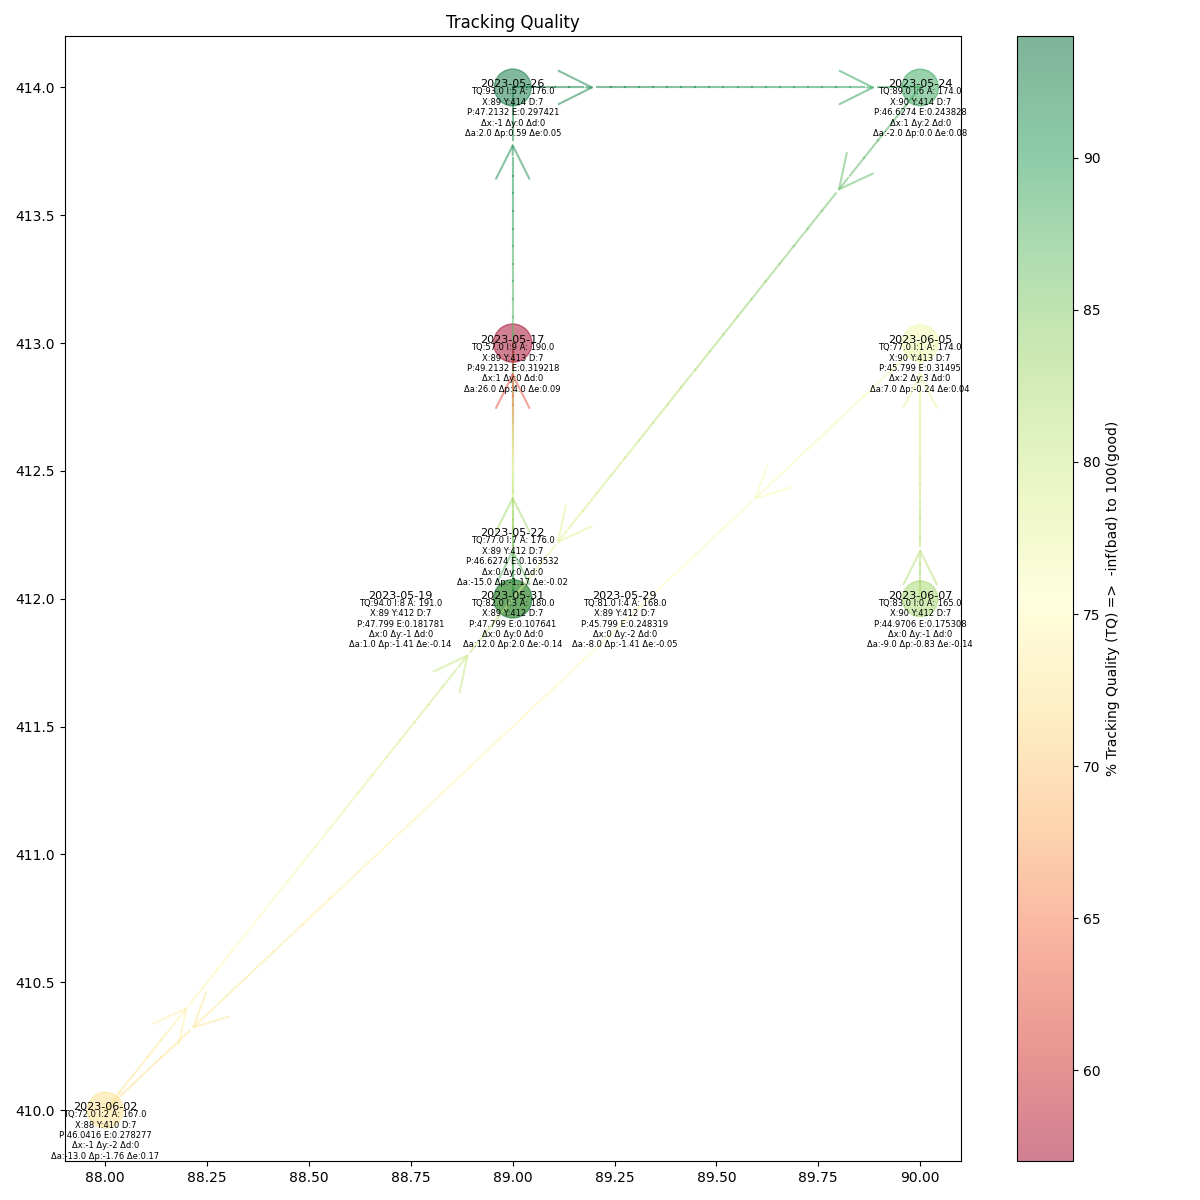 Tracking Quality
414.0
413.5
413.0
412.5
412.0
411.5
411.0
410.5
410.0
88.00
88.25
88.50
88.75
89.00
89.25
89.50
89.75
90.00
2023-05-26
TQ:93.0 I:5 A: 176.0
X:89 Y:414 D:7
P:47.2132 E:0.297421
Δx:-1 Δy:0 Δd:0
Δa:2.0 Δp:0.59 Δe:0.05
2023-05-24
TQ:89.0 I:6 A: 174.0
X:90 Y:414 D:7
P:46.6274 E:0.243828
Δx:1 Δy:2 Δd:0
Δa:-2.0 Δp:0.0 Δe:0.08
2023-05-17
TQ:57.0 I:9 A: 190.0
X:89 Y:413 D:7
P:49.2132 E:0.319218
Δx:1 Δy:0 Δd:0
Δa:26.0 Δp:4.0 Δe:0.09
2023-06-05
TQ:77.0 I:1 A: 174.0
X:90 Y:413 D:7
P:45.799 E:0.31495
Δx:2 Δy:3 Δd:0
Δa:7.0 Δp:-0.24 Δe:0.04
2023-05-22
TQ:77.0 I:7 A: 176.0
X:89 Y:412 D:7
P:46.6274 E:0.163532
Δx:0 Δy:0 Δd:0
Δa:-15.0 Δp:-1.17 Δe:-0.02
2023-05-19
TQ:94.0 I:8 A: 191.0
X:89 Y:412 D:7
P:47.799 E:0.181781
Δx:0 Δy:-1 Δd:0
Δa:1.0 Δp:-1.41 Δe:-0.14
2023-05-31
TQ:82.0 I:3 A: 180.0
X:89 Y:412 D:7
P:47.799 E:0.107641
Δx:0 Δy:0 Δd:0
Δa:12.0 Δp:2.0 Δe:-0.14
2023-05-29
TQ:81.0 I:4 A: 168.0
X:89 Y:412 D:7
P:45.799 E:0.248319
Δx:0 Δy:-2 Δd:0
Δa:-8.0 Δp:-1.41 Δe:-0.05
2023-06-07
TQ:83.0 I:0 A: 165.0
X:90 Y:412 D:7
P:44.9706 E:0.175308
Δx:0 Δy:-1 Δd:0
Δa:-9.0 Δp:-0.83 Δe:-0.14
2023-06-02
TQ:72.0 I:2 A: 167.0
X:88 Y:410 D:7
P:46.0416 E:0.278277
Δx:-1 Δy:-2 Δd:0
Δa:-13.0 Δp:-1.76 Δe:0.17
90
85
80
75
70
65
60
% Tracking Quality (TQ) =>  -inf(bad) to 100(good)